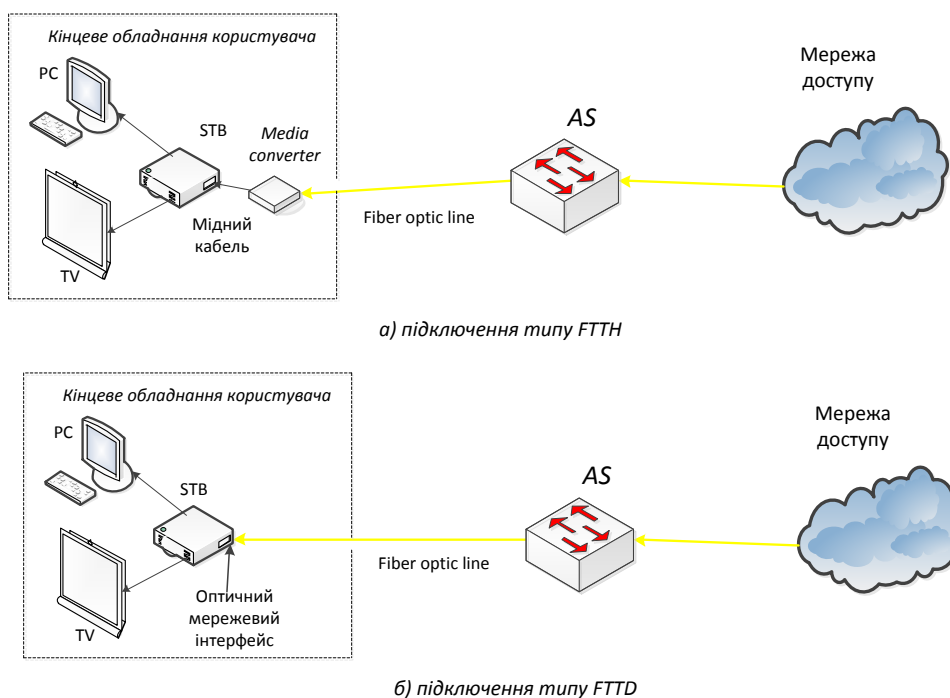 Кінцеве обладнання користувача
PC
STB
Media
converter
Мідний
кабель
TV
Fiber optic line
AS
Мережа
доступу
а) підключення типу FTTH
Кінцеве обладнання користувача
PC
STB
Оптичний
мережевий
інтерфейс
TV
Fiber optic line
AS
Мережа
доступу
б) підключення типу FTTD